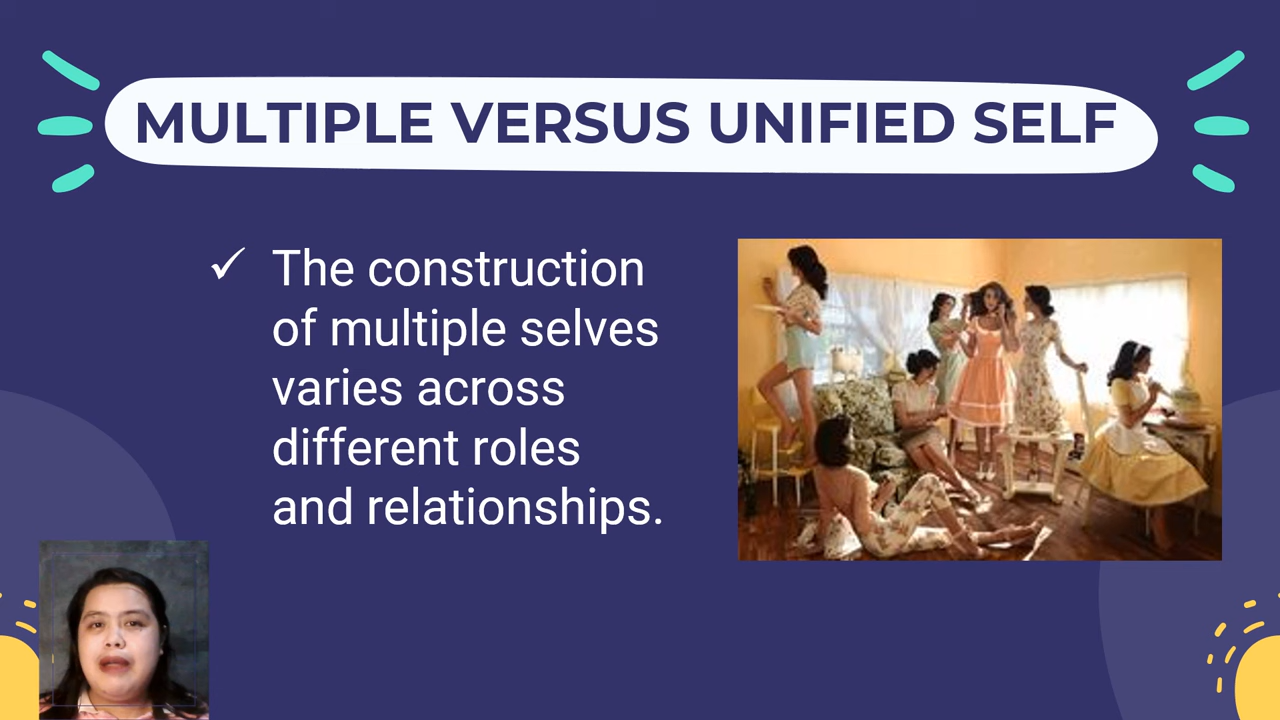 MULTIPLE VERSUS UNIFIED SELF
The construction
of multiple selves
varies across
different roles
and relationships.